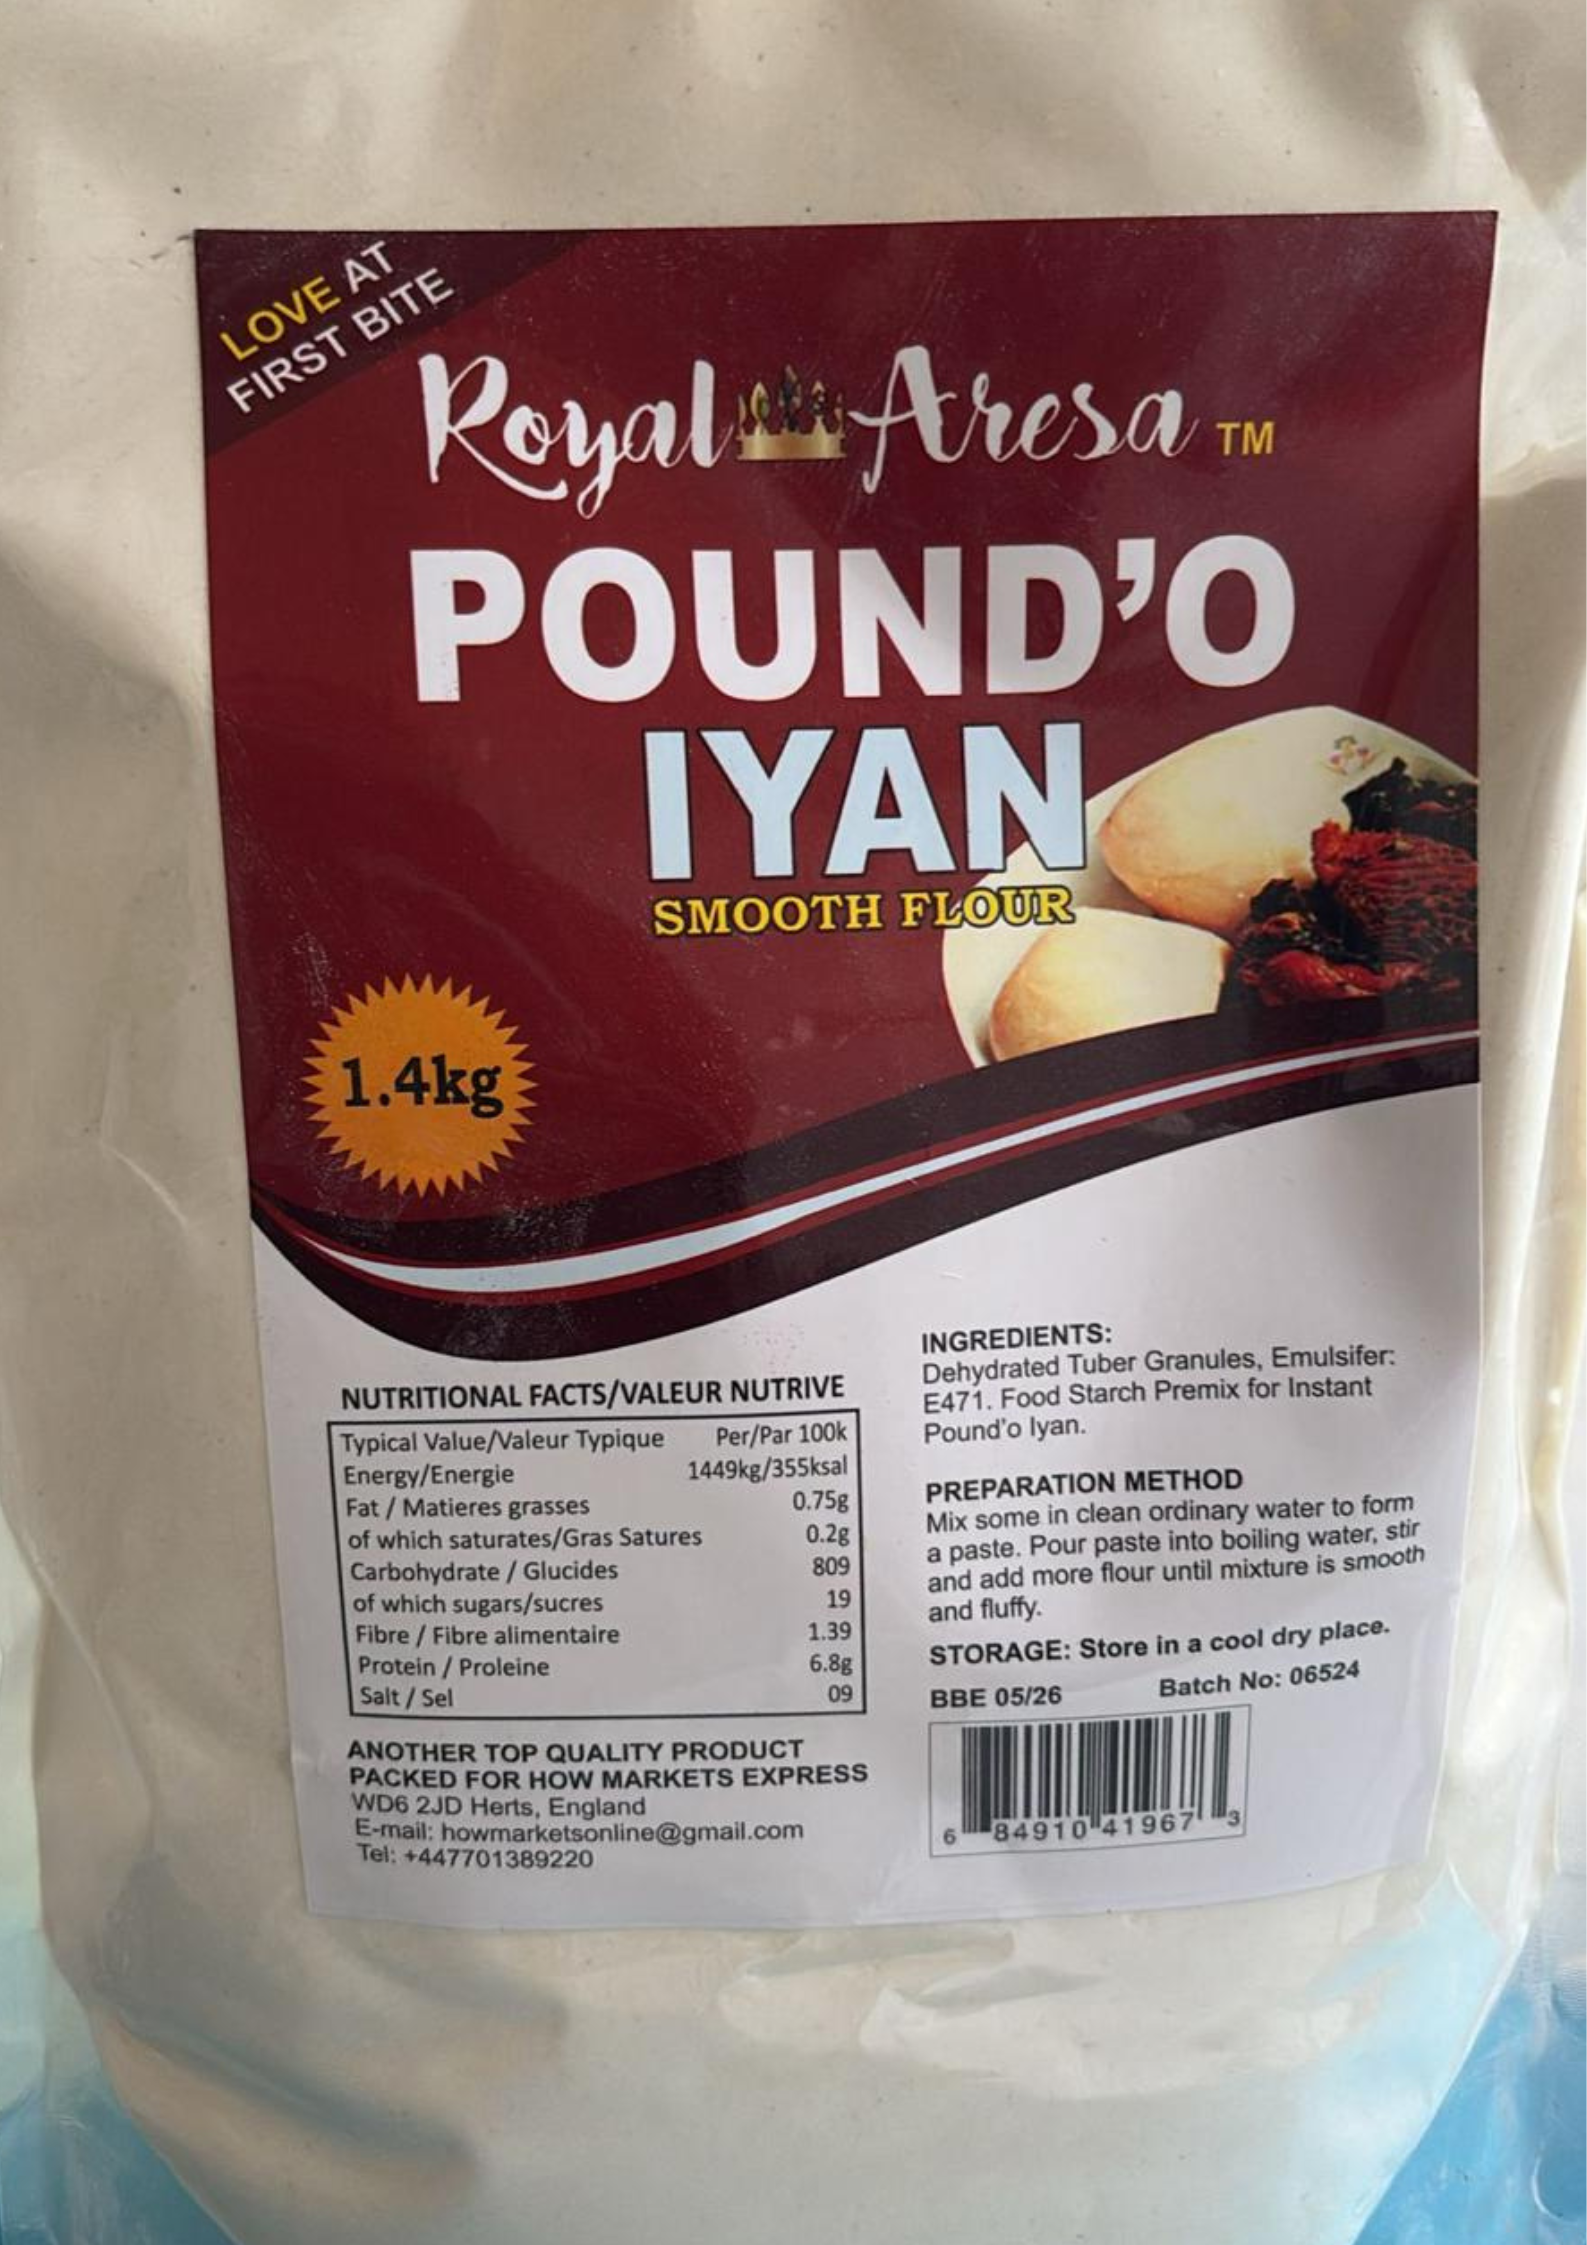 LOVE AT
FIRST BITE
Royal Aresa TM
POUND'O
IYAN
SMOOTH FLOUR
1.4kg
NUTRITIONAL FACTS/VALEUR NUTRIVE
Typical Value/Valeur Typique Per/Par 100k
Energy/Energie 1449kg/355ksal
Fat / Matieres grasses 0.75g
of which saturates/Gras Satures 0.2g
Carbohydrate / Glucides 809
of which sugars/sucres 19
Fibre / Fibre alimentaire 1.39
Protein / Proleine 6.8g
Salt / Sel 09
ANOTHER TOP QUALITY PRODUCT
PACKED FOR HOW MARKETS EXPRESS
WD6 2JD Herts, England
E-mail: howmarketsonline@gmail.com
Tel: +447701389220
INGREDIENTS:
Dehydrated Tuber Granules, Emulsifer:
E471. Food Starch Premix for Instant
Pound'o Iyan.
PREPARATION METHOD
Mix some in clean ordinary water to form
a paste. Pour paste into boiling water, stir
and add more flour until mixture is smooth
and fluffy.
STORAGE: Store in a cool dry place.
BBE 05/26 Batch No: 06524
6 84910 41967 3